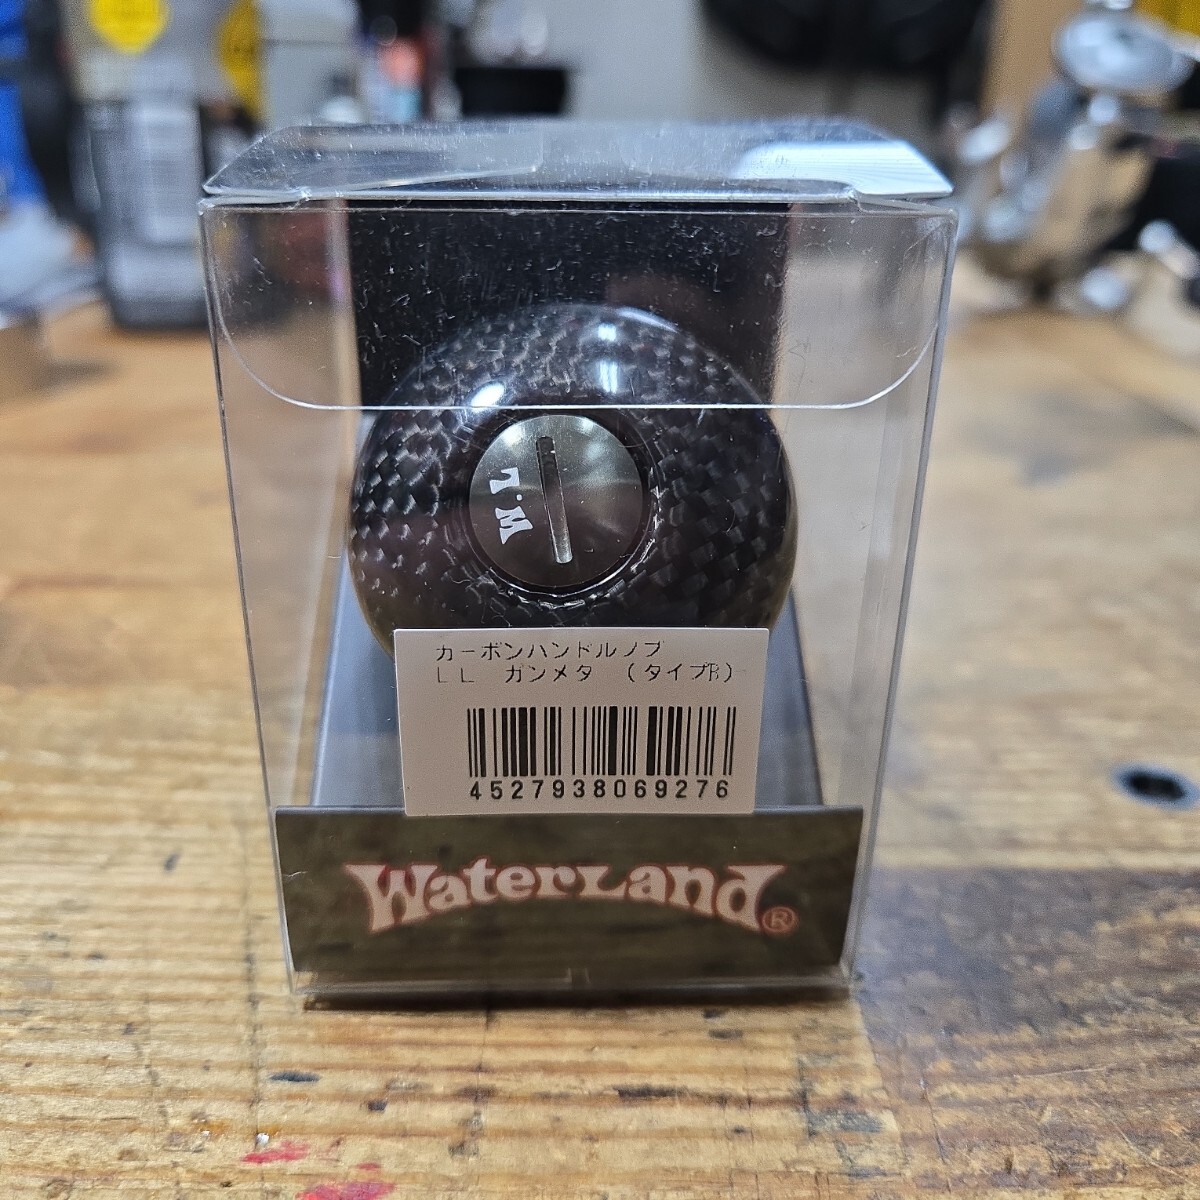 W.L
カーボンハンドルノブ
LL ガンメタ (タイプR)
4527938069276
WaterLand®